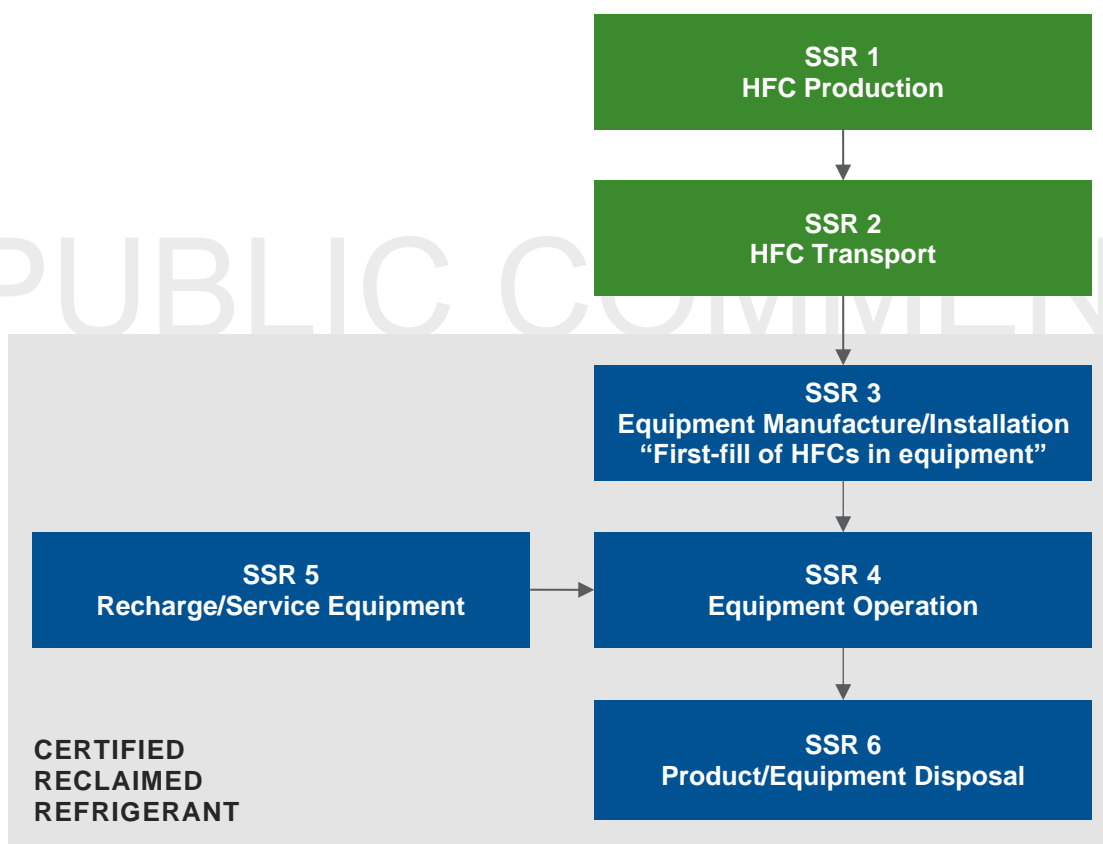 SSR 1
HFC Production
SSR 2
HFC Transport
PUBLIC COMMEN
SSR 3
Equipment Manufacture/Installation
“First-fill of HFCs in equipment”
SSR 5
Recharge/Service Equipment
SSR 4
Equipment Operation
SSR 6
Product/Equipment Disposal
CERTIFIED
RECLAIMED
REFRIGERANT